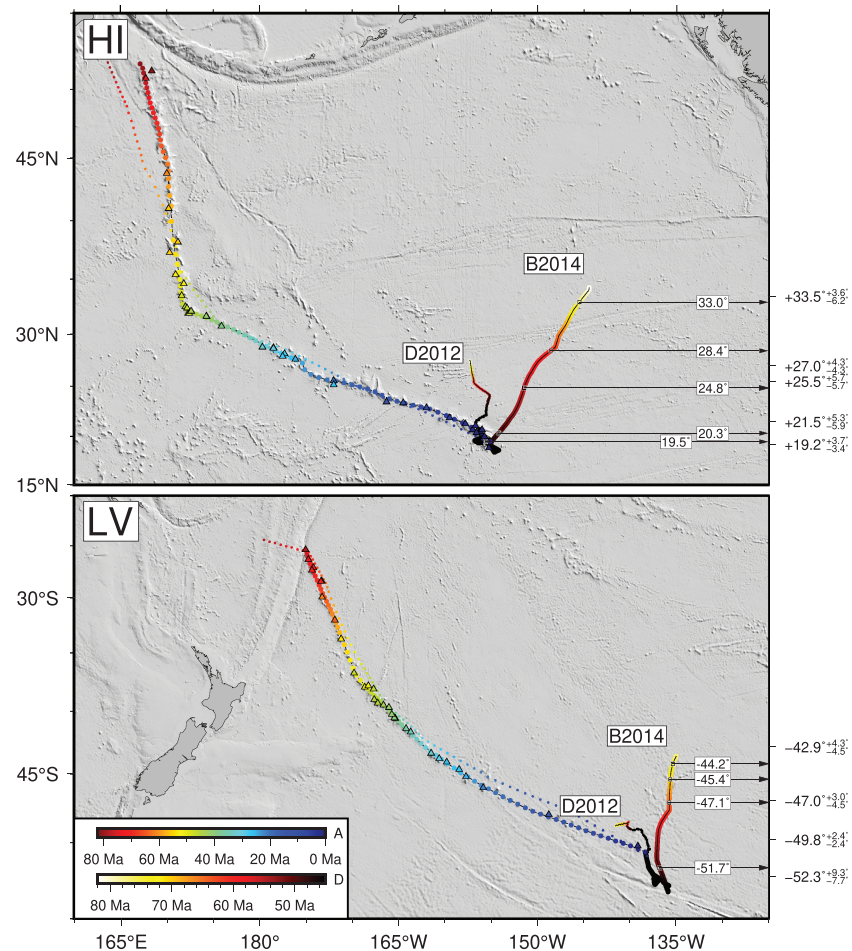 HI
45°N
B2014
33.0°
+33.5° +3.6° −6.2°
30°N
D2012
28.4°
+27.0° +4.3° −4.3°
24.8°
+25.5° +5.7° −5.7°
20.3°
+21.5° +5.3° −5.9°
19.5°
+19.2° +3.7° −3.4°
15°N
LV
30°S
B2014
−42.9° +4.3° −4.5°
−44.2°
45°S
−45.4°
D2012
−47.1°
−47.0° +3.0° −4.5°
−49.8° +2.4° −2.4°
−51.7°
−52.3° +9.3° −7.7°
A
80 Ma 60 Ma 40 Ma 20 Ma 0 Ma
D
80 Ma 70 Ma 60 Ma 50 Ma
165°E 180° 165°W 150°W 135°W